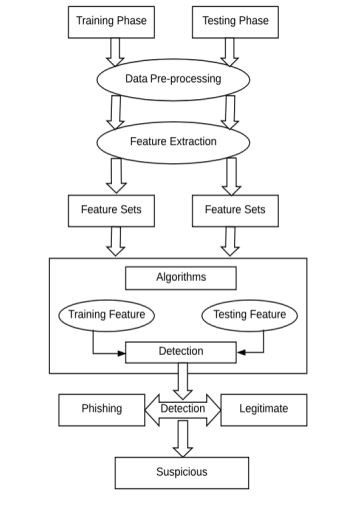 Training Phase
Testing Phase
Data Pre-processing
Feature Extraction
Feature Sets
Feature Sets
Algorithms
Training Feature
Testing Feature
Detection
Phishing
Detection
Legitimate
Suspicious